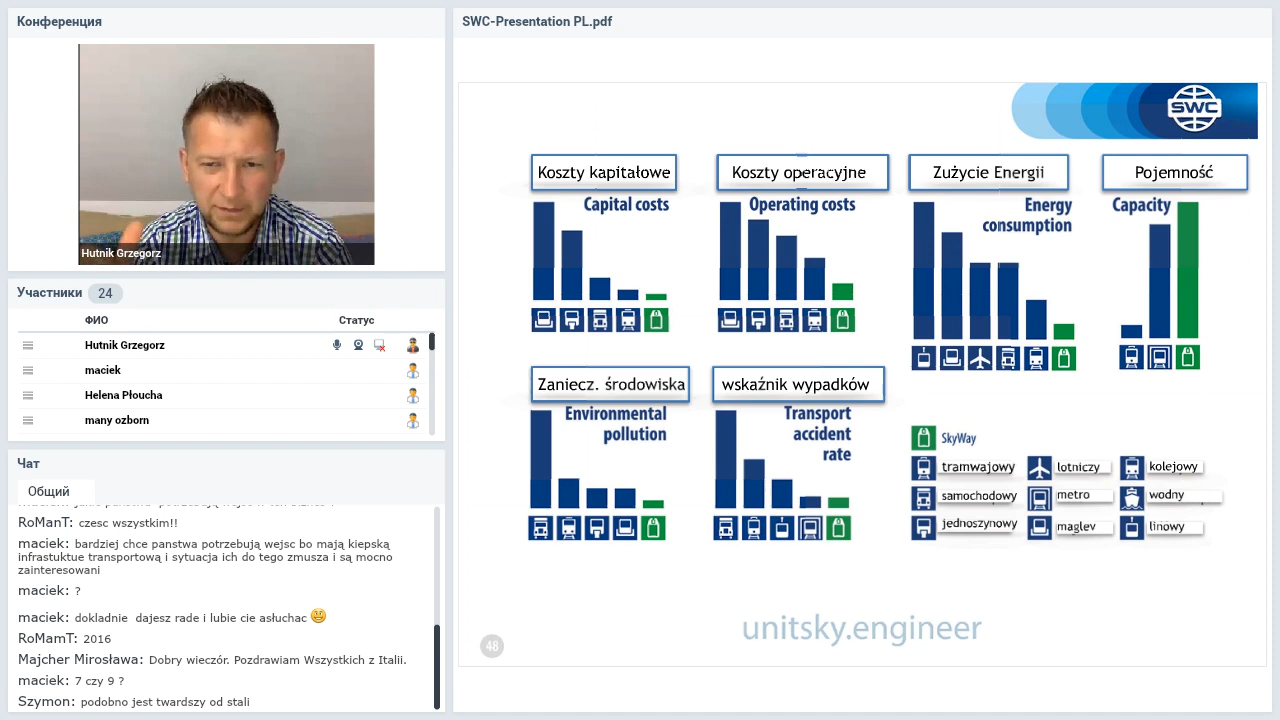 Конференция
Hutnik Grzegorz
Участники 24
ФИО Статус
Hutnik Grzegorz
maciek
Helena Płoucha
many ozborn
Чат
Общий
RoManT: czesc wszystkim!!
maciek: bardziej chce panstwa potrzebują wejsc bo mają kiepską
infrastuktue transportową i sytuacja ich do tego zmusza i są mocno
zainteresowani
maciek: ?
maciek: dokladnie dajesz rade i lubie cie asłuchac
RoMamT: 2016
Majcher Mirosława: Dobry wieczór. Pozdrawiam Wszystkich z Italii.
maciek: 7 czy 9 ?
Szymon: podobno jest twardszy od stali
SWC-Presentation PL.pdf
SWC
Koszty kapitałowe
Capital costs
Koszty operacyjne
Operating costs
Zużycie Energii
Energy
consumption
Pojemność
Capacity
Zaniecz. środowiska
Environmental
pollution
wskaźnik wypadków
Transport
accident
rate
SkyWay
tramwajowy lotniczy kolejowy
samochodowy metro wodny
jednoszynowy maglev linowy
unitsky.engineer
48